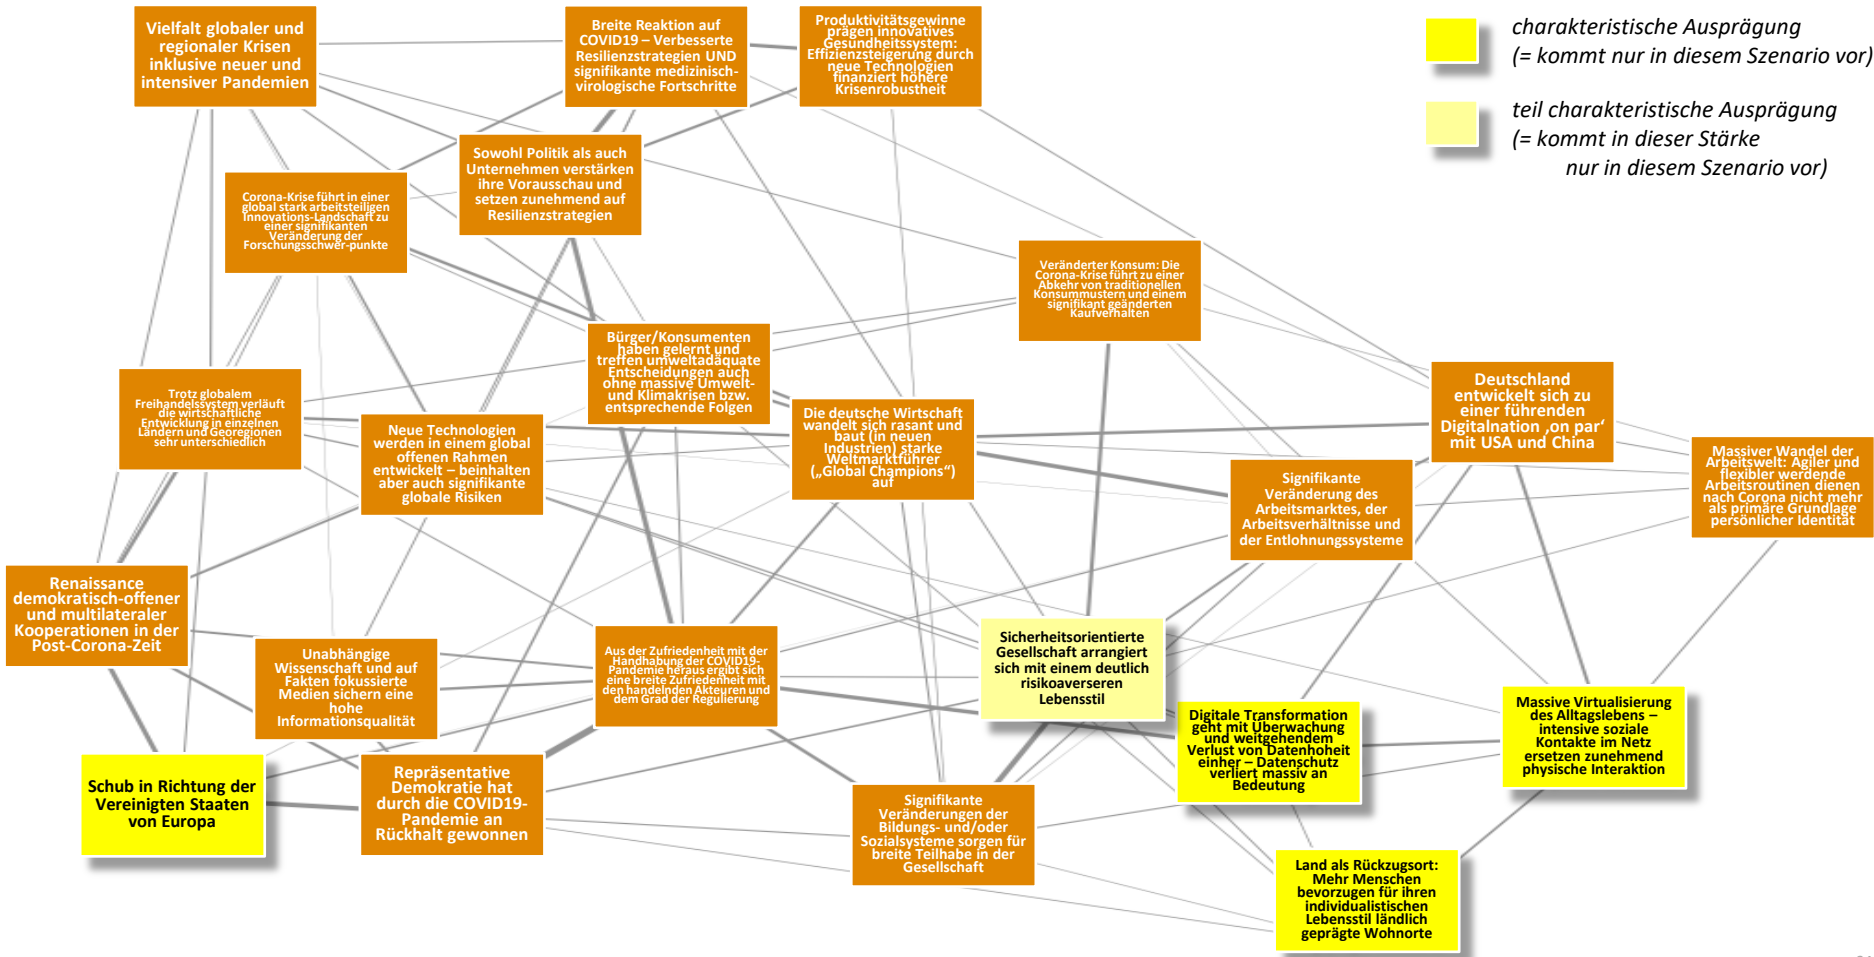 Vielfalt globaler und
regionaler Krisen
inklusive neuer und
intensiver Pandemien
Breite Reaktion auf
COVID19 – Verbesserte
Resilienzstrategien UND
signifikante medizinisch-
virologische Fortschritte
Produktivitätsgewinne
prägen innovatives
Gesundheitssystem:
Effizienzsteigerung durch
neue Technologien
finanziert höhere
Krisenrobustheit
charakteristische Ausprägung
(= kommt nur in diesem Szenario vor)
teil charakteristische Ausprägung
(= kommt in dieser Stärke
nur in diesem Szenario vor)
Sowohl Politik als auch
Unternehmen verstärken
ihre Vorausschau und
setzen zunehmend auf
Resilienzstrategien
Corona-Krise führt in einer
global stark arbeitsteiligen
Innovations-Landschaft zu
einer signifikanten
Veränderung der
Forschungsschwer-punkte
Veränderter Konsum: Die
Corona-Krise führt zu einer
Abkehr von traditionellen
Konsummustern und einem
signifikant geänderten
Kaufverhalten
Bürger/Konsumenten
haben gelernt und
treffen umweltadäquate
Entscheidungen auch
ohne massive Umwelt-
und Klimakrisen bzw.
entsprechende Folgen
Trotz globalem
Freihandelssystem verläuft
die wirtschaftliche
Entwicklung in einzelnen
Ländern und Georegionen
sehr unterschiedlich
Neue Technologien
werden in einem global
offenen Rahmen
entwickelt – beinhalten
aber auch signifikante
globale Risiken
Die deutsche Wirtschaft
wandelt sich rasant und
baut (in neuen
Industrien) starke
Weltmarktführer
(„Global Champions“)
auf
Deutschland
entwickelt sich zu
einer führenden
Digitalnation ‚on par‘
mit USA und China
Massiver Wandel der
Arbeitswelt: Agiler und
flexibler werdende
Arbeitsroutinen dienen
nach Corona nicht mehr
als primäre Grundlage
persönlicher Identität
Signifikante
Veränderung des
Arbeitsmarktes, der
Arbeitsverhältnisse und
der Entlohnungssysteme
Renaissance
demokratisch-offener
und multilateraler
Kooperationen in der
Post-Corona-Zeit
Unabhängige
Wissenschaft und auf
Fakten fokussierte
Medien sichern eine
hohe
Informationsqualität
Aus der Zufriedenheit mit der
Handhabung der COVID19-
Pandemie heraus ergibt sich
eine breite Zufriedenheit mit
den handelnden Akteuren und
dem Grad der Regulierung
Sicherheitsorientierte
Gesellschaft arrangiert
sich mit einem deutlich
risikoaverseren
Lebensstil
Digitale Transformation
geht mit Überwachung
und weitgehendem
Verlust von Datenhoheit
einher – Datenschutz
verliert massiv an
Bedeutung
Massive Virtualisierung
des Alltagslebens –
intensive soziale
Kontakte im Netz
ersetzen zunehmend
physische Interaktion
Schub in Richtung der
Vereinigten Staaten
von Europa
Repräsentative
Demokratie hat
durch die COVID19-
Pandemie an
Rückhalt gewonnen
Signifikante
Veränderungen der
Bildungs- und/oder
Sozialsysteme sorgen für
breite Teilhabe in der
Gesellschaft
Land als Rückzugsort:
Mehr Menschen
bevorzugen für ihren
individualistischen
Lebensstil ländlich
geprägte Wohnorte